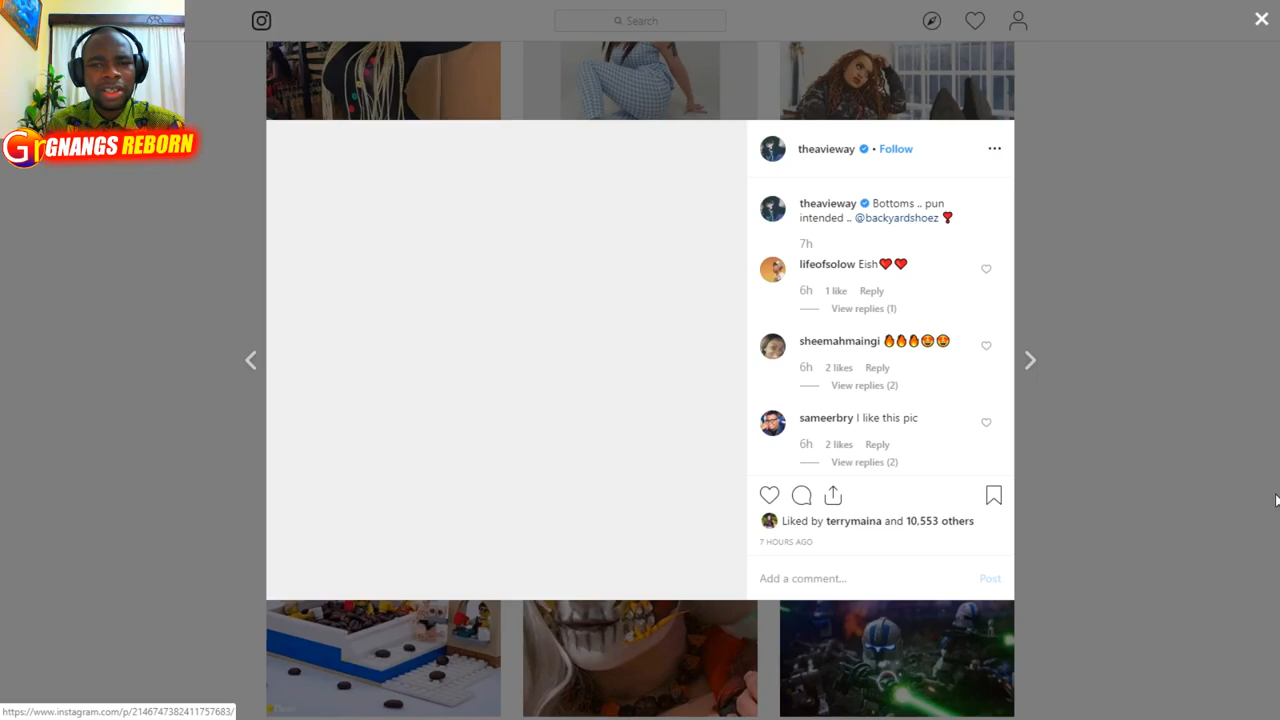 Search
GNANGS REBORN
theavieway • Follow
theavieway Bottoms .. pun
intended .. @backyardshoez
7h
lifeofsolow Eish
6h 1 like Reply
View replies (1)
sheemahmaingi
6h 2 likes Reply
View replies (2)
sameerbry I like this pic
6h 2 likes Reply
View replies (2)
Liked by terrymaina and 10,553 others
7 HOURS AGO
Add a comment... Post
https://www.instagram.com/p/2146747382411757683/